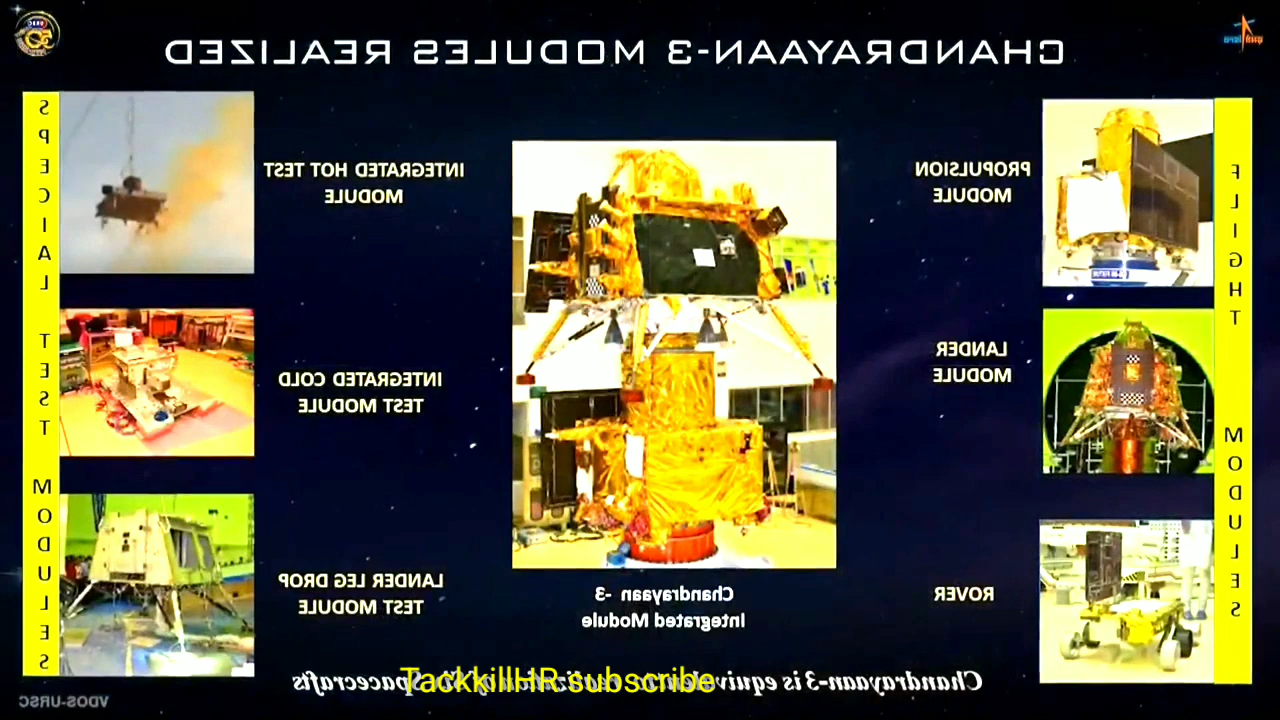 CHANDRAYAAN-3 MODULES REALIZED
FLIGHT MODULES
PROPULSION
MODULE
LANDER
MODULE
ROVER
Chandrayaan -3
Integrated Module
INTEGRATED HOT TEST
MODULE
INTEGRATED COLD
TEST MODULE
LANDER LEG DROP
TEST MODULE
SPECIAL TEST MODULES
Chandrayaan-3 is Spacecrafts
TackkillHR subscribe
VDOS-URSC